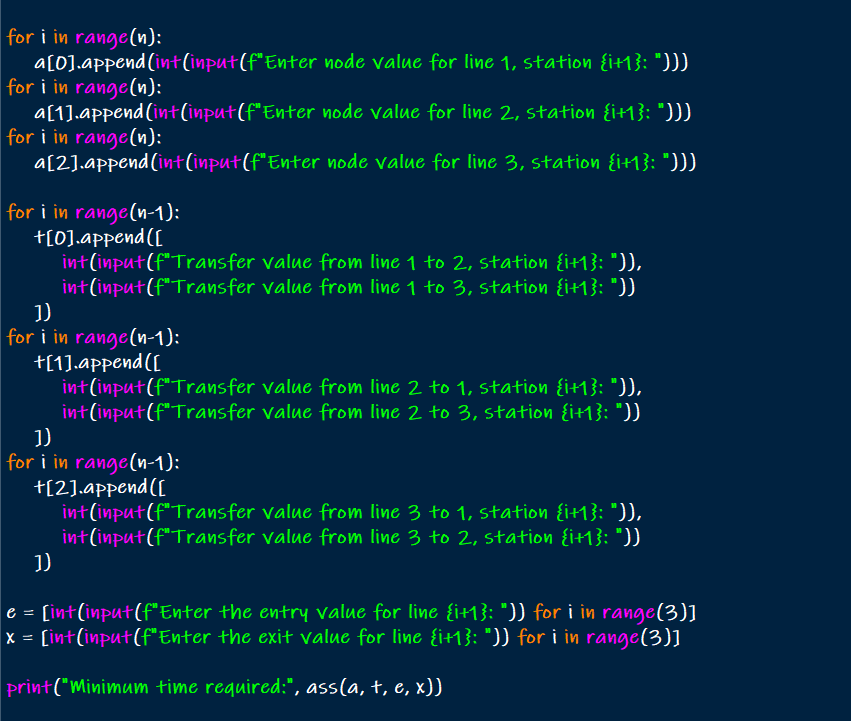 for i in range(n):
    a[0].append(int(input(f"Enter node value for line 1, station {i+1}: ")))
for i in range(n):
    a[1].append(int(input(f"Enter node value for line 2, station {i+1}: ")))
for i in range(n):
    a[2].append(int(input(f"Enter node value for line 3, station {i+1}: ")))

for i in range(n-1):
    t[0].append([
        int(input(f"Transfer value from line 1 to 2, station {i+1}: ")),
        int(input(f"Transfer value from line 1 to 3, station {i+1}: "))
    ])
for i in range(n-1):
    t[1].append([
        int(input(f"Transfer value from line 2 to 1, station {i+1}: ")),
        int(input(f"Transfer value from line 2 to 3, station {i+1}: "))
    ])
for i in range(n-1):
    t[2].append([
        int(input(f"Transfer value from line 3 to 1, station {i+1}: ")),
        int(input(f"Transfer value from line 3 to 2, station {i+1}: "))
    ])

e = [int(input(f"Enter the entry value for line {i+1}: ")) for i in range(3)]
x = [int(input(f"Enter the exit value for line {i+1}: ")) for i in range(3)]

print("Minimum time required:", ass(a, t, e, x))